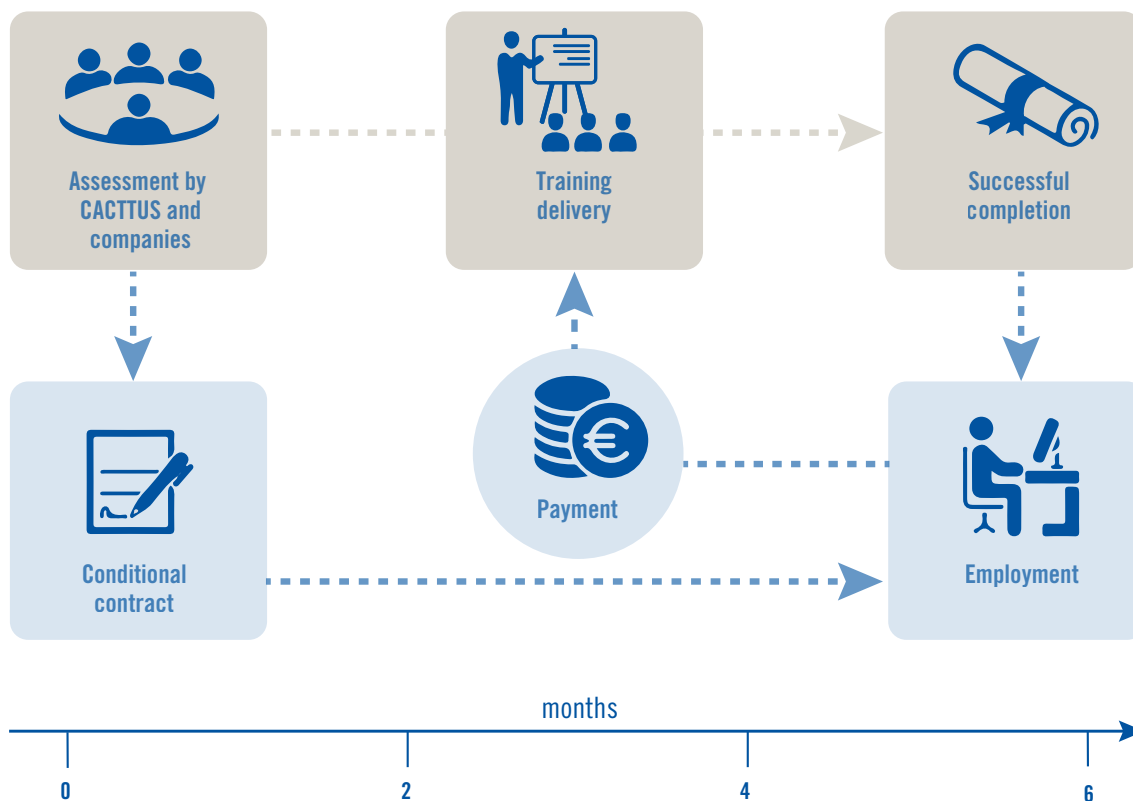 Assessment by
CACTTUS and
companies
Training
delivery
Successful
completion
Conditional
contract
€
Payment
Employment
months
0
2
4
6